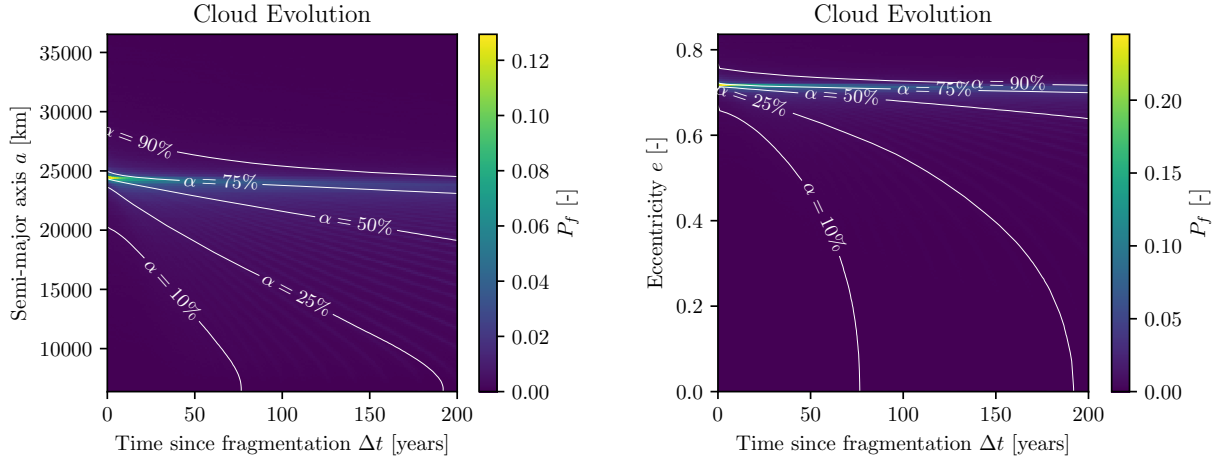 Cloud Evolution
Semi-major axis a [km]
35000
30000
25000
20000
15000
10000
α = 90%
α = 75%
α = 50%
α = 25%
α = 10%
0
50
100
150
200
Time since fragmentation Δt [years]
0.12
0.10
0.08
0.06
0.04
0.02
0.00
P_f [-]
Cloud Evolution
Eccentricity e [-]
0.8
0.6
0.4
0.2
0.0
α = 90%
α = 75%
α = 50%
α = 25%
α = 10%
0
50
100
150
200
Time since fragmentation Δt [years]
0.20
0.15
0.10
0.05
0.00
P_f [-]